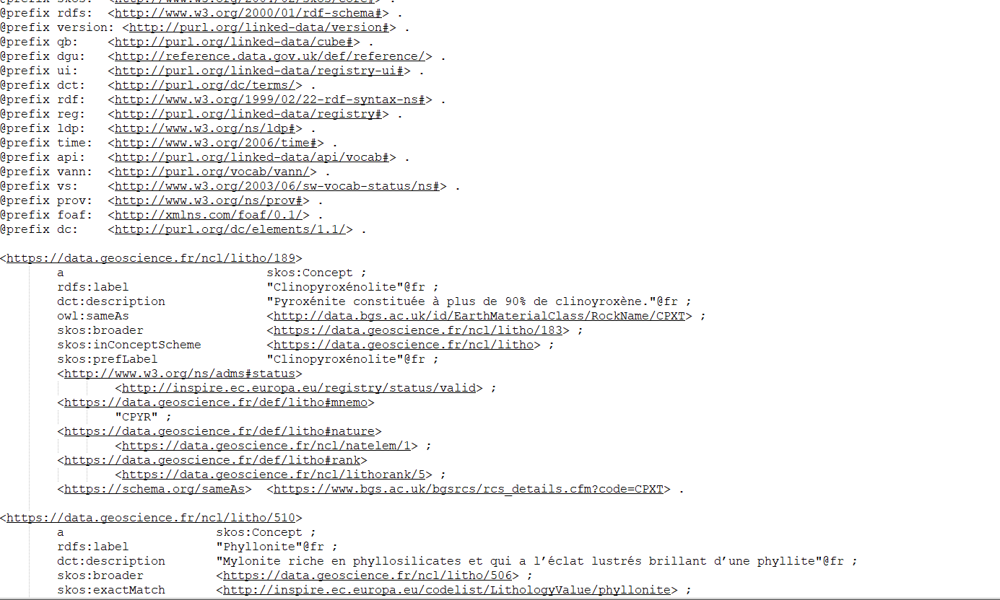 @prefix skos: <http://www.w3.org/2004/02/skos/core#> .
@prefix rdfs: <http://www.w3.org/2000/01/rdf-schema#> .
@prefix version: <http://purl.org/linked-data/version#> .
@prefix qb: <http://purl.org/linked-data/cube#> .
@prefix dgu: <http://reference.data.gov.uk/def/reference/> .
@prefix ui: <http://purl.org/linked-data/registry-ui#> .
@prefix dct: <http://purl.org/dc/terms/> .
@prefix rdf: <http://www.w3.org/1999/02/22-rdf-syntax-ns#> .
@prefix reg: <http://purl.org/linked-data/registry#> .
@prefix ldp: <http://www.w3.org/ns/ldp#> .
@prefix time: <http://www.w3.org/2006/time#> .
@prefix api: <http://purl.org/linked-data/api/vocab#> .
@prefix vann: <http://purl.org/vocab/vann/> .
@prefix vs: <http://www.w3.org/2003/06/sw-vocab-status/ns#> .
@prefix prov: <http://www.w3.org/ns/prov#> .
@prefix foaf: <http://xmlns.com/foaf/0.1/> .
@prefix dc: <http://purl.org/dc/elements/1.1/> .
<https://data.geoscience.fr/ncl/litho/189>
a skos:Concept ;
rdfs:label "Clinopyroxénolite"@fr ;
dct:description "Pyroxénite constituée à plus de 90% de clinoyroxène."@fr ;
owl:sameAs <http://data.bgs.ac.uk/id/EarthMaterialClass/RockName/CPXT> ;
skos:broader <https://data.geoscience.fr/ncl/litho/183> ;
skos:inConceptScheme <https://data.geoscience.fr/ncl/litho> ;
skos:prefLabel "Clinopyroxénolite"@fr ;
<http://www.w3.org/ns/adms#status>
<http://inspire.ec.europa.eu/registry/status/valid> ;
<https://data.geoscience.fr/def/litho#mnemo>
"CPYR" ;
<https://data.geoscience.fr/def/litho#nature>
<https://data.geoscience.fr/ncl/natelem/1> ;
<https://data.geoscience.fr/def/litho#rank>
<https://data.geoscience.fr/ncl/lithorank/5> ;
<https://schema.org/sameAs> <https://www.bgs.ac.uk/bgsrcs/rcs_details.cfm?code=CPXT> .
<https://data.geoscience.fr/ncl/litho/510>
a skos:Concept ;
rdfs:label "Phyllonite"@fr ;
dct:description "Mylonite riche en phyllosilicates et qui a l’éclat lustrés brillant d’une phyllite"@fr ;
skos:broader <https://data.geoscience.fr/ncl/litho/506> ;
skos:exactMatch <http://inspire.ec.europa.eu/codelist/LithologyValue/phyllonite> ;